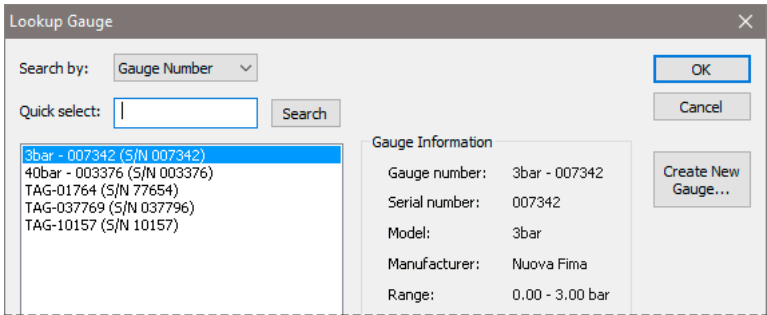 Lookup Gauge
Search by: Gauge Number
OK
Quick select: Search
Cancel
3bar - 007342 (S/N 007342)
40bar - 003376 (S/N 003376)
TAG-01764 (S/N 77654)
TAG-037769 (S/N 037796)
TAG-10157 (S/N 10157)
Gauge Information
Gauge number: 3bar - 007342
Serial number: 007342
Model: 3bar
Manufacturer: Nuova Fima
Range: 0.00 - 3.00 bar
Create New
Gauge...